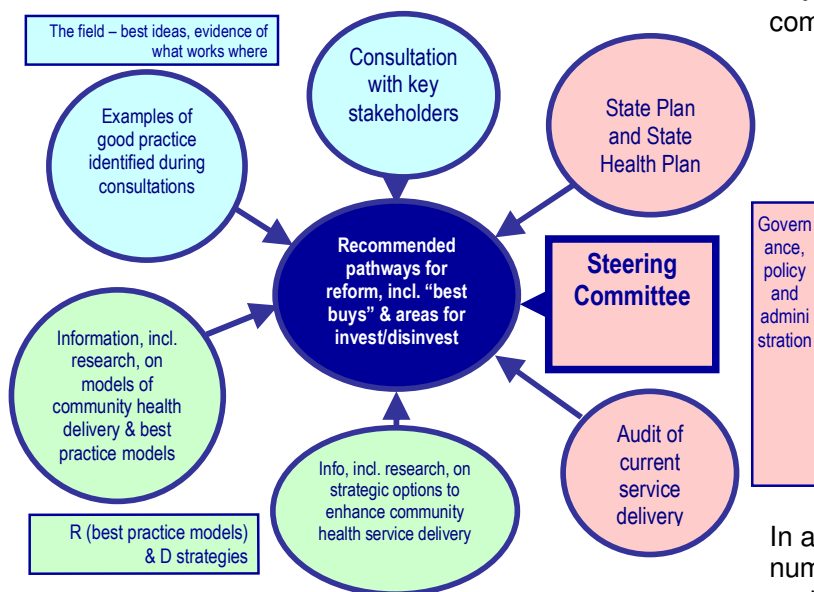 com
The field – best ideas, evidence of
what works where
Consultation
with key
stakeholders
Examples of
good practice
identified during
consultations
State Plan
and State
Health Plan
Govern
ance,
policy
and
admini
stration
Recommended
pathways for
reform, incl. “best
buys” & areas for
invest/disinvest
Steering
Committee
Information, incl.
research, on
models of
community health
delivery & best
practice models
Info, incl. research, on
strategic options to
enhance community
health service delivery
Audit of
current
service
delivery
R (best practice models)
& D strategies
In a
num